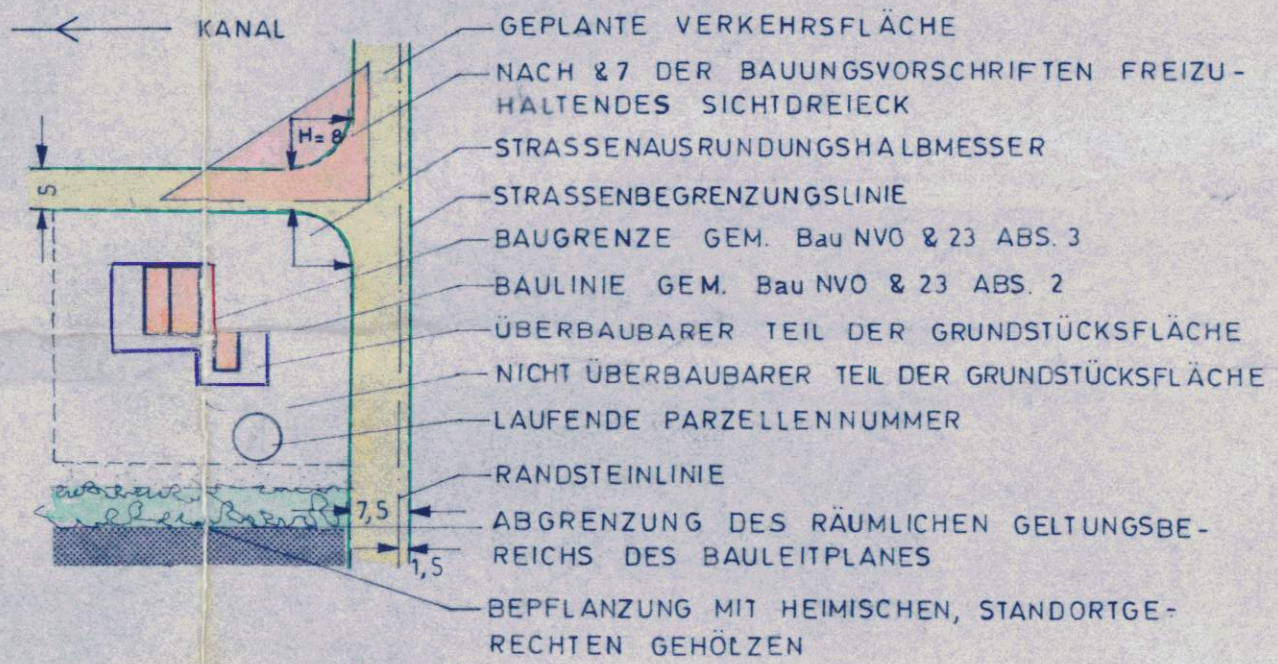 KANAL
GEPLANTE VERKEHRSFLÄCHE
NACH &7 DER BAUUNGSVORSCHRIFTEN FREIZU-
HALTENDES SICHTDREIECK
H= 8
STRASSENAUSRUNDUNGSHALBMESSER
5
STRASSENBEGRENZUNGSLINIE
BAUGRENZE GEM. Bau NVO & 23 ABS. 3
BAULINIE GEM. Bau NVO & 23 ABS. 2
ÜBERBAUBARER TEIL DER GRUNDSTÜCKSFLÄCHE
NICHT ÜBERBAUBARER TEIL DER GRUNDSTÜCKSFLÄCHE
LAUFENDE PARZELLENNUMMER
RANDSTEINLINIE
7,5
ABGRENZUNG DES RÄUMLICHEN GELTUNGSBE-
REICHS DES BAULEITPLANES
1,5
BEPFLANZUNG MIT HEIMISCHEN, STANDORTGE-
RECHTEN GEHÖLZEN